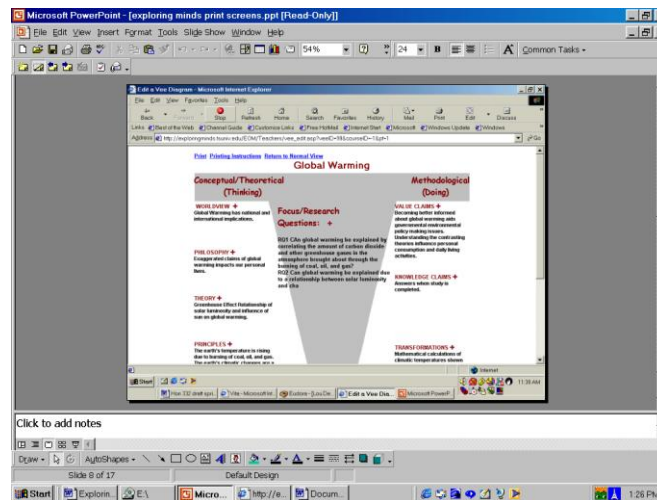 Microsoft PowerPoint - [exploring minds print screens.ppt [Read-Only]]
File Edit View Insert Format Tools Slide Show Window Help
54% 24 B Common Tasks
Edit a Vee Diagram - Microsoft Internet Explorer
File Edit View Favorites Tools Help
Back Stop Refresh Home Search Favorites History Mail Print Edit Discuss
Links Best of the Web Channel Guide Customize Links Free HotMail Internet Start Microsoft Windows Update Windows
Address
Print Printing Instructions Return to Normal View
Global Warming
Conceptual/Theoretical
(Thinking)
Methodological
(Doing)
Focus/Research
Questions: +
WORLDVIEW +
Global Warming has national and
international implications.
PHILOSOPHY +
Exaggerated claims of global
warming impacts our personal
lives.
THEORY +
Greenhouse Effect Relationship of
solar luminosity and influence of
sun on global warming.
PRINCIPLES +
The earth's temperature is rising
due to burning of coal, oil, and gas.
The earth's climatic changes are a
RQ1 CAn global warming be explained by
correlating the amount of carbon dioxide
and other greenhouse gases in the
atmosphere brought about through the
burning of coal, oil, and gas?
RQ2 Can global warming be explained due
to a relationship between solar luminosity
and cha
VALUE CLAIMS +
Becoming better informed
about global warming aids
governmental environmental
policy making issues.
Understanding the contrasting
theories influence personal
consumption and daily living
activities.
KNOWLEDGE CLAIMS +
Answers when study is
completed.
TRANSFORMATIONS +
Mathematical calculations of
climatic temperatures shown
Internet
Start 11:39 AM
Click to add notes
Draw AutoShapes
Slide 8 of 17 Default Design
Start Explorin... E:\ Micro... http://e... Docum... 1:26 PM